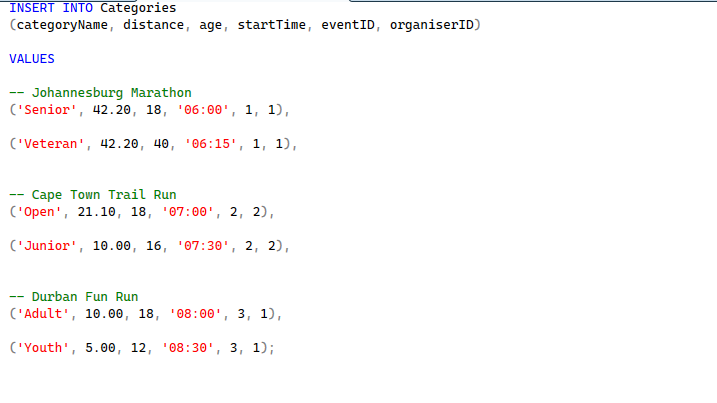 INSERT INTO Categories
(categoryName, distance, age, startTime, eventID, organiserID)
VALUES
-- Johannesburg Marathon
('Senior', 42.20, 18, '06:00', 1, 1),
('Veteran', 42.20, 40, '06:15', 1, 1),
-- Cape Town Trail Run
('Open', 21.10, 18, '07:00', 2, 2),
('Junior', 10.00, 16, '07:30', 2, 2),
-- Durban Fun Run
('Adult', 10.00, 18, '08:00', 3, 1),
('Youth', 5.00, 12, '08:30', 3, 1);